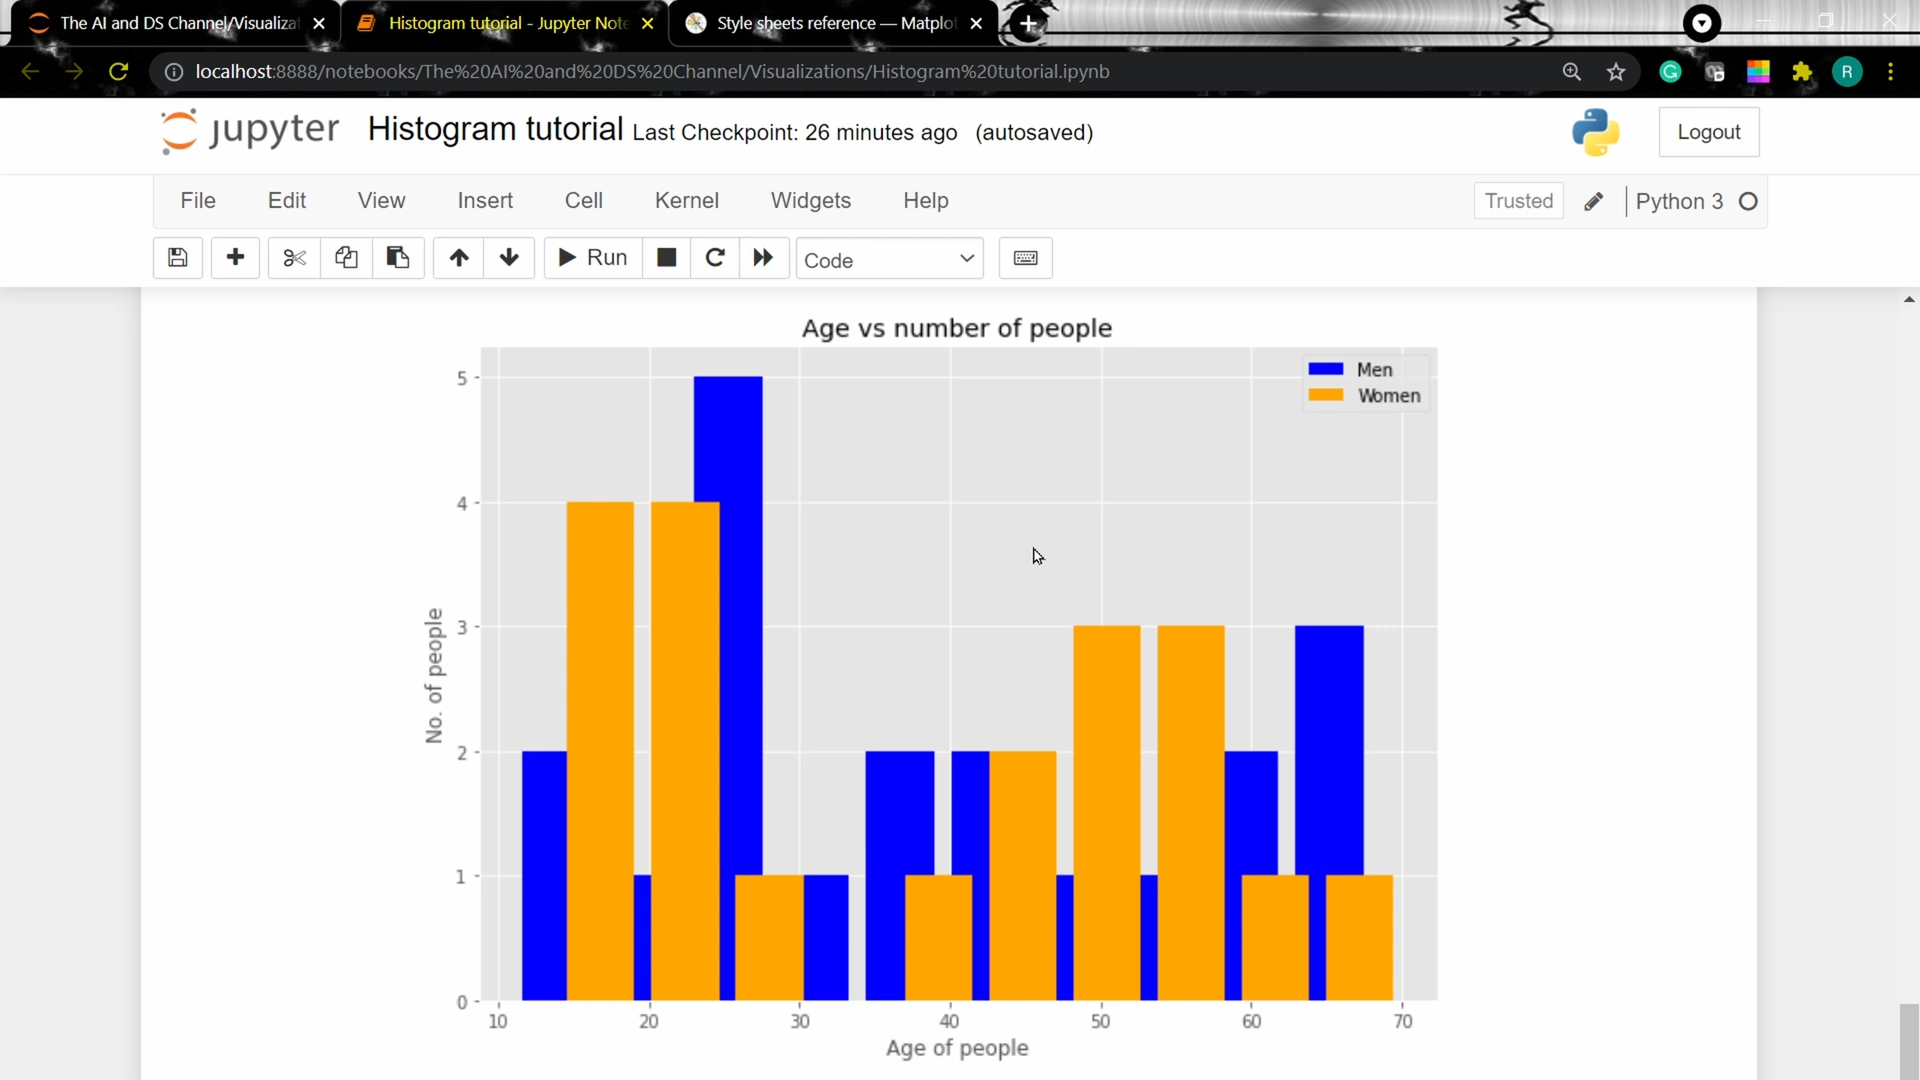 The AI and DS Channel/Visualiza
Histogram tutorial - Jupyter Note
Style sheets reference — Matplot
localhost:8888/notebooks/The%20AI%20and%20DS%20Channel/Visualizations/Histogram%20tutorial.ipynb
G
R
jupyter Histogram tutorial Last Checkpoint: 26 minutes ago (autosaved)
Logout
File Edit View Insert Cell Kernel Widgets Help
Trusted
Python 3
Run
Code
Age vs number of people
Men
Women
5
4
3
2
1
0
No. of people
10 20 30 40 50 60 70
Age of people